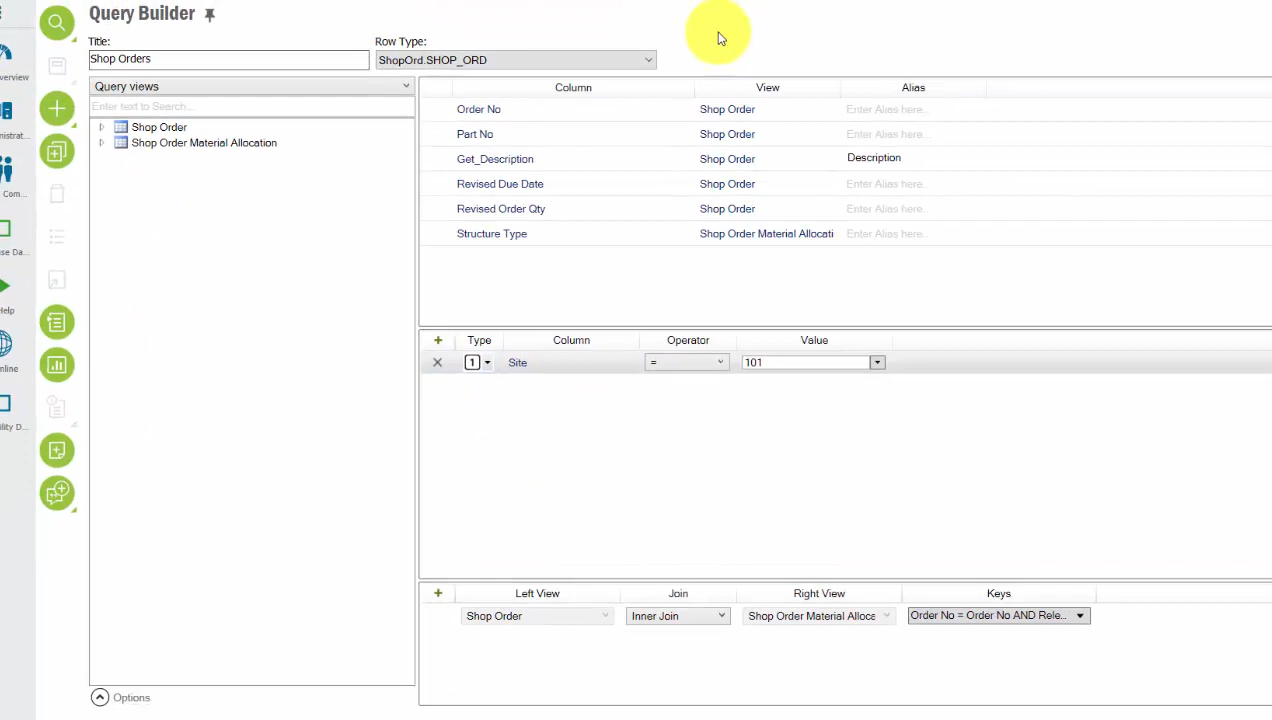 Query Builder
Title:
Row Type:
Shop Orders
ShopOrd.SHOP_ORD
Query views
Enter text to Search...
Shop Order
Shop Order Material Allocation
Column View Alias
Order No Shop Order Enter Alias here..
Part No Shop Order Enter Alias here..
Get_Description Shop Order Description
Revised Due Date Shop Order Enter Alias here..
Revised Order Qty Shop Order Enter Alias here..
Structure Type Shop Order Material Allocati Enter Alias here..
+ Type Column Operator Value
1 Site = 101
+ Left View Join Right View Keys
Shop Order Inner Join Shop Order Material Alloca Order No = Order No AND Rele...
Options
verview
ministrat...
Com...
se Da...
Help
mline
ility D...